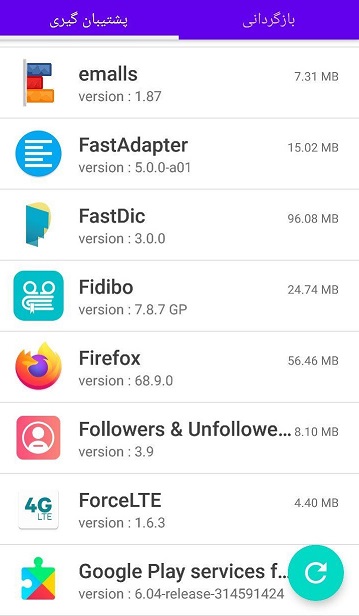 پشتیبان گیری
بازگردانی
emalls
7.31 MB
version : 1.87
FastAdapter
15.02 MB
version : 5.0.0-a01
FastDic
96.08 MB
version : 3.0.0
Fidibo
24.74 MB
version : 7.8.7 GP
Firefox
56.46 MB
version : 68.9.0
Followers & Unfollowe...
8.10 MB
version : 3.9
4G
LTE
ForceLTE
4.40 MB
version : 1.6.3
Google Play services f...
version : 6.04-release-314591424